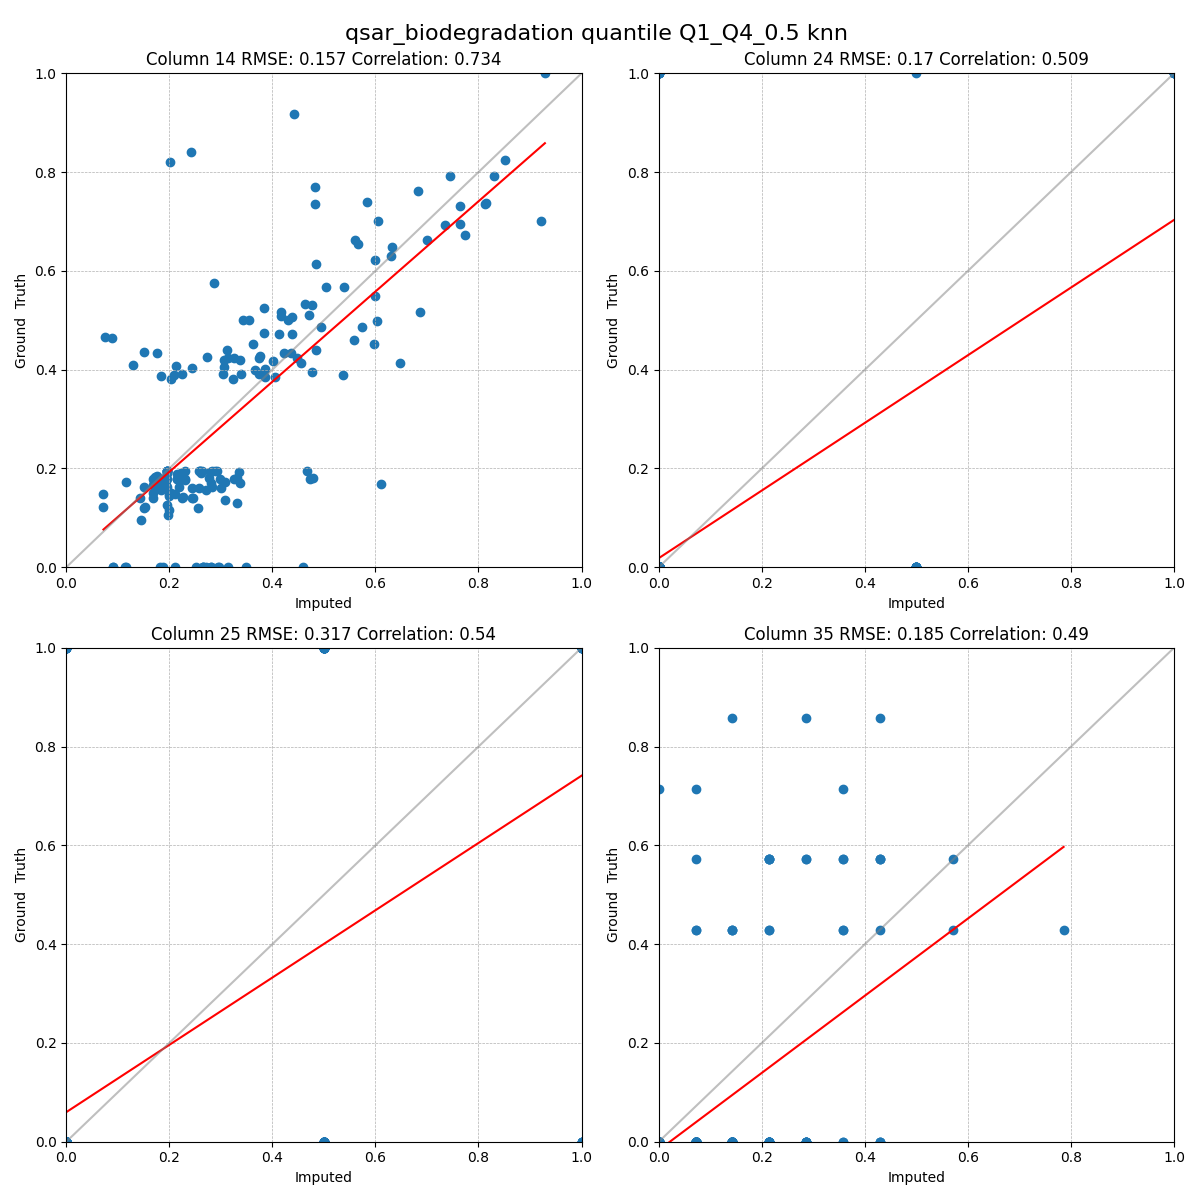 qsar_biodegradation quantile Q1_Q4_0.5 knn
Column 14 RMSE: 0.157 Correlation: 0.734
1.0
0.8
0.6
0.4
0.2
0.0
Ground Truth
0.0 0.2 0.4 0.6 0.8 1.0
Imputed
Column 24 RMSE: 0.17 Correlation: 0.509
1.0
0.8
0.6
0.4
0.2
0.0
Ground Truth
0.0 0.2 0.4 0.6 0.8 1.0
Imputed
Column 25 RMSE: 0.317 Correlation: 0.54
1.0
0.8
0.6
0.4
0.2
0.0
Ground Truth
0.0 0.2 0.4 0.6 0.8 1.0
Imputed
Column 35 RMSE: 0.185 Correlation: 0.49
1.0
0.8
0.6
0.4
0.2
0.0
Ground Truth
0.0 0.2 0.4 0.6 0.8 1.0
Imputed